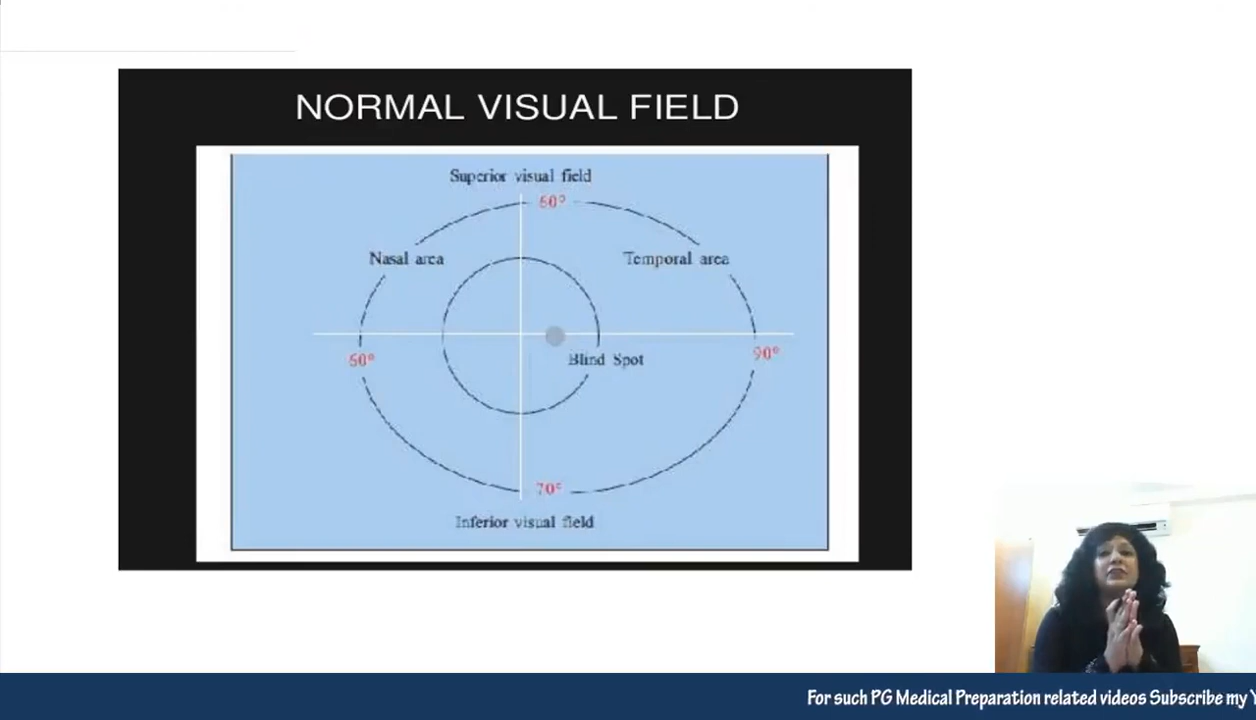 NORMAL VISUAL FIELD
Superior visual field
60°
Nasal area
Temporal area
60°
Blind Spot
90°
70°
Inferior visual field
For such PG Medical Preparation related videos Subscribe my Y